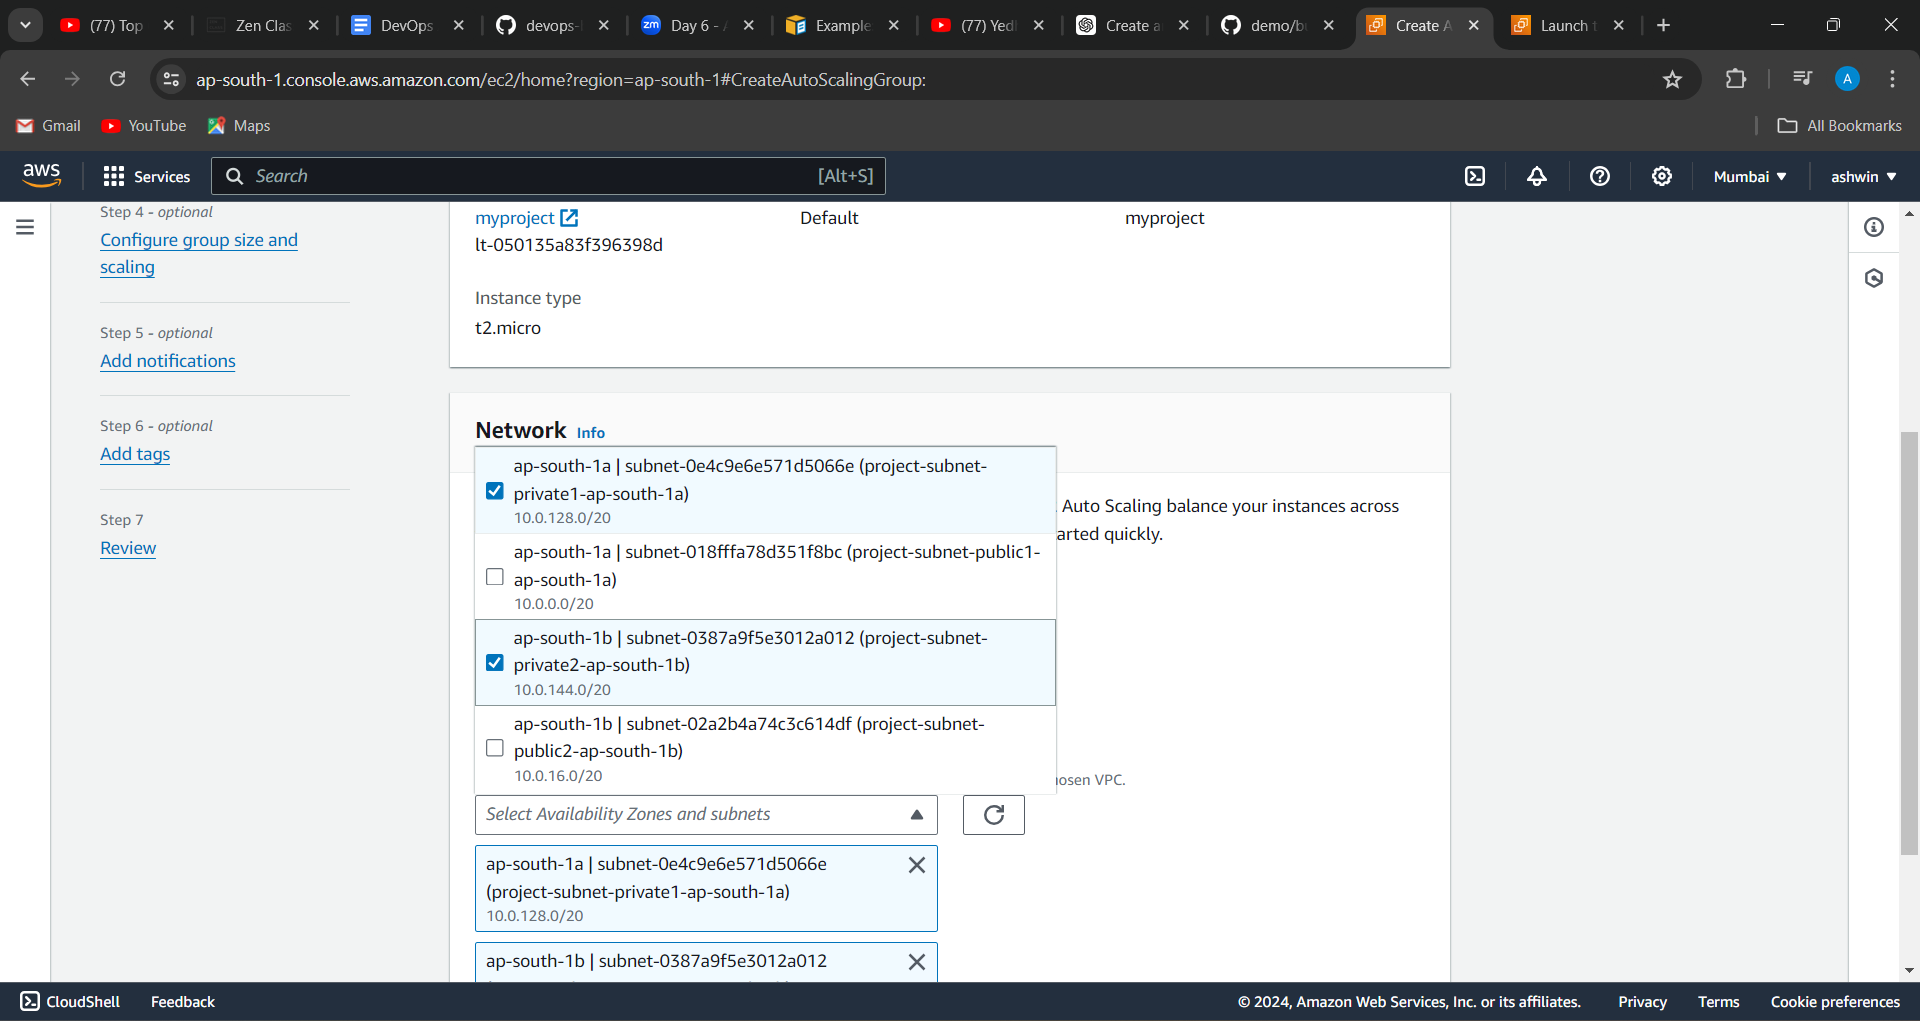 (77) Top
Zen Clas
DevOps
devops-
zm Day 6 -
Example
(77) Yed
Create a
demo/b
Create A
Launch t
ap-south-1.console.aws.amazon.com/ec2/home?region=ap-south-1#CreateAutoScalingGroup:
A
Gmail
YouTube
Maps
All Bookmarks
aws
Services
Search
[Alt+S]
Mumbai
ashwin
Step 4 - optional
Configure group size and
scaling
Step 5 - optional
Add notifications
Step 6 - optional
Add tags
Step 7
Review
myproject
Default
myproject
lt-050135a83f396398d
Instance type
t2.micro
Network Info
ap-south-1a | subnet-0e4c9e6e571d5066e (project-subnet-
private1-ap-south-1a)
10.0.128.0/20
Auto Scaling balance your instances across
arted quickly.
ap-south-1a | subnet-018fffa78d351f8bc (project-subnet-public1-
ap-south-1a)
10.0.0.0/20
ap-south-1b | subnet-0387a9f5e3012a012 (project-subnet-
private2-ap-south-1b)
10.0.144.0/20
ap-south-1b | subnet-02a2b4a74c3c614df (project-subnet-
public2-ap-south-1b)
10.0.16.0/20
osen VPC.
Select Availability Zones and subnets
ap-south-1a | subnet-0e4c9e6e571d5066e
(project-subnet-private1-ap-south-1a)
10.0.128.0/20
ap-south-1b | subnet-0387a9f5e3012a012
CloudShell
Feedback
© 2024, Amazon Web Services, Inc. or its affiliates.
Privacy
Terms
Cookie preferences